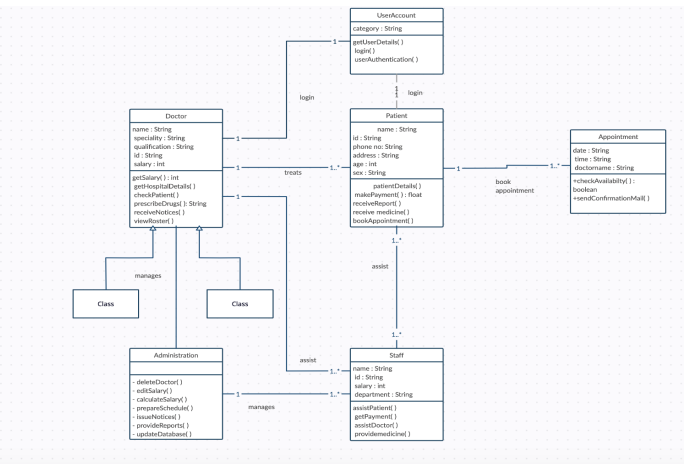 UserAccount
category : String
getUserDetails( )
login( )
userAuthentication( )
1
1
1
login
login
Doctor
name : String
speciality : String
qualification : String
id : String
salary : int
getSalary( ) : int
getHospitalDetails( )
checkPatient( )
prescribeDrugs( ): String
receiveNotices( )
viewRoster( )
1
1
1
treats
1..*
Patient
name : String
id : String
phone no: String
address : String
age : int
sex : String
patientDetails( )
makePayment( ) : float
receiveReport( )
receive medicine( )
bookAppointment( )
1
book
appointment
1..*
Appointment
date : String
time : String
doctorname : String
+checkAvailabity( ) :
boolean
+sendConfirmationMail( )
1..*
assist
1..*
manages
Class
Class
assist
1..*
Administration
- deleteDoctor( )
- editSalary( )
- calculateSalary( )
- prepareSchedule( )
- issueNotices( )
- provideReports( )
- updateDatabase( )
1
manages
1..*
Staff
name : String
id : String
salary : int
department : String
assistPatient( )
getPayment( )
assistDoctor( )
providemedicine( )